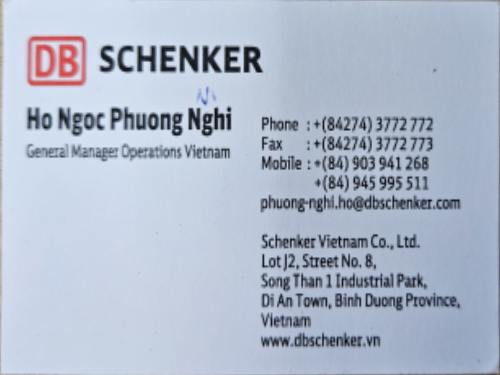 DB SCHENKER
Ni
Ho Ngoc Phuong Nghi
General Manager Operations Vietnam
Phone : +(84274) 3772 772
Fax : +(84274) 3772 773
Mobile : +(84) 903 941 268
+(84) 945 995 511
phuong-nghi.ho@dbschenker.com
Schenker Vietnam Co., Ltd.
Lot J2, Street No. 8,
Song Than 1 Industrial Park,
Di An Town, Binh Duong Province,
Vietnam
www.dbschenker.vn